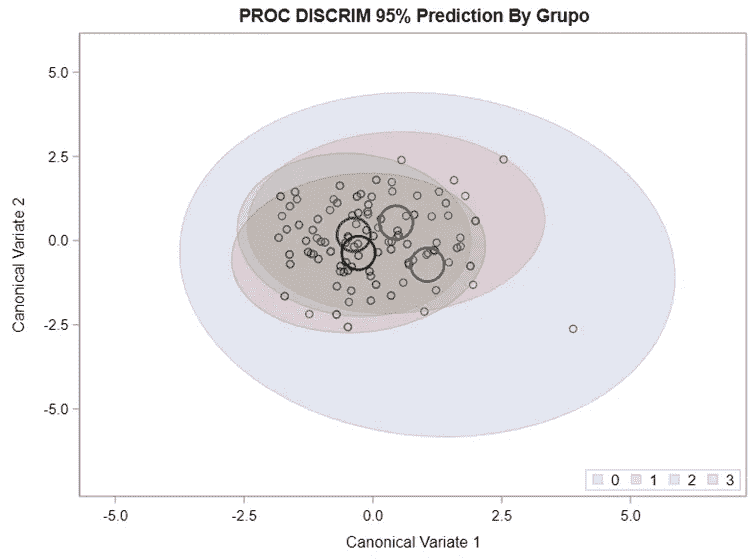 PROC DISCRIM 95% Prediction By Grupo
5.0
2.5
0.0
-2.5
-5.0
Canonical Variate 2
-5.0 -2.5 0.0 2.5 5.0
Canonical Variate 1
0 1 2 3